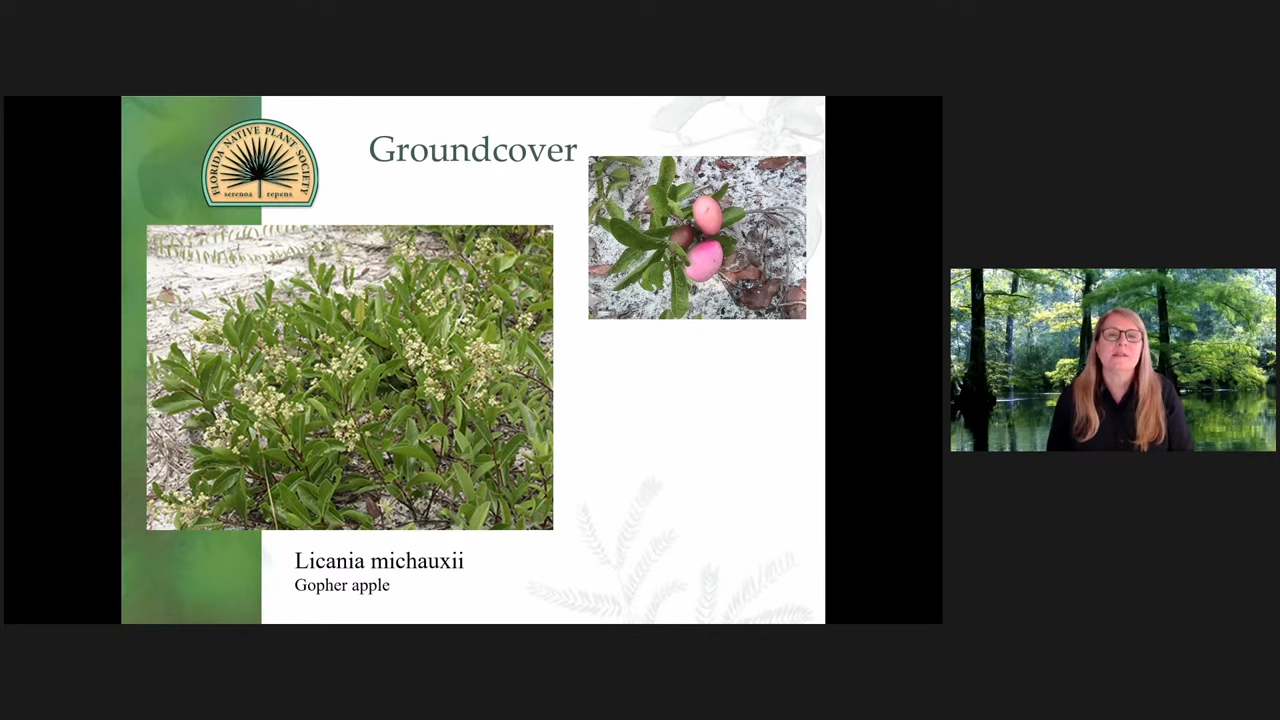 FLORIDA NATIVE PLANT SOCIETY
serenoa repens
Groundcover
Licania michauxii
Gopher apple